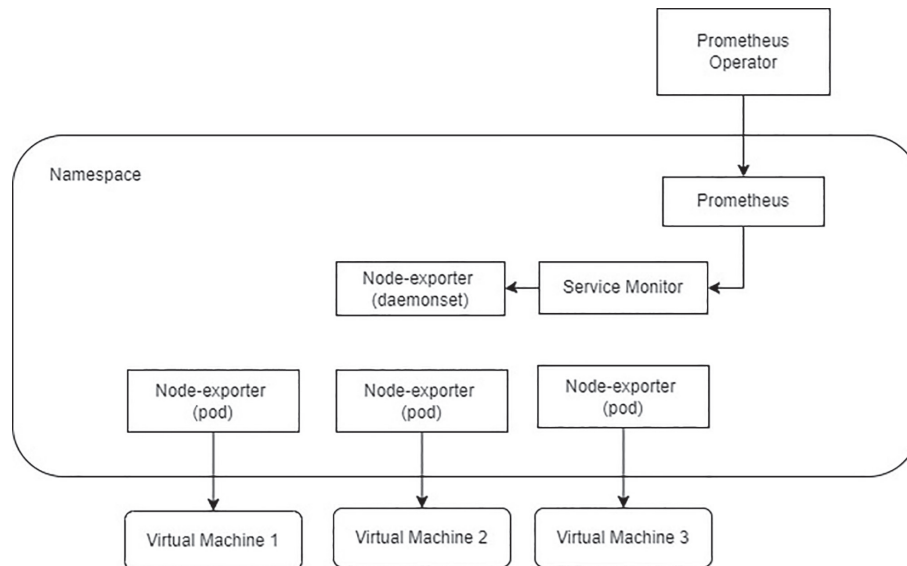 Prometheus
Operator
Namespace
Prometheus
Node-exporter
(daemonset)
Service Monitor
Node-exporter
(pod)
Node-exporter
(pod)
Node-exporter
(pod)
Virtual Machine 1
Virtual Machine 2
Virtual Machine 3